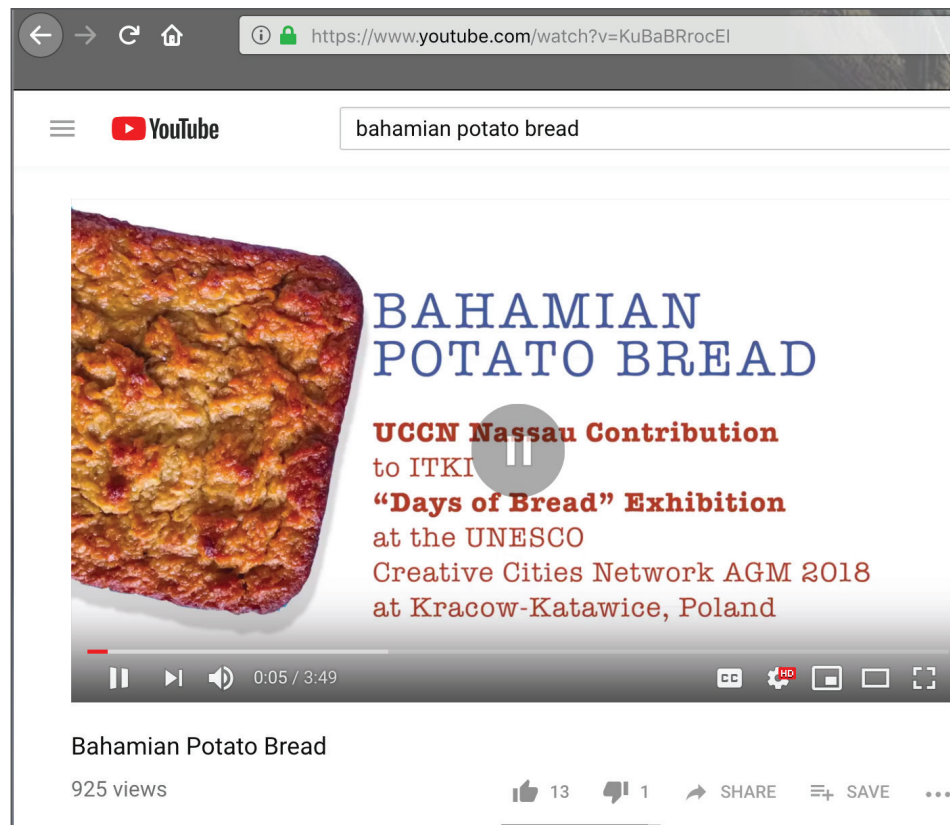 https://www.youtube.com/watch?v=KuBaBRrocEI
YouTube
bahamian potato bread
BAHAMIAN
POTATO BREAD
UCCN Nassau Contribution
to ITKI
“Days of Bread” Exhibition
at the UNESCO
Creative Cities Network AGM 2018
at Kracow-Katawice, Poland
0:05 / 3:49
CC
HD
Bahamian Potato Bread
925 views
13
1
SHARE
SAVE